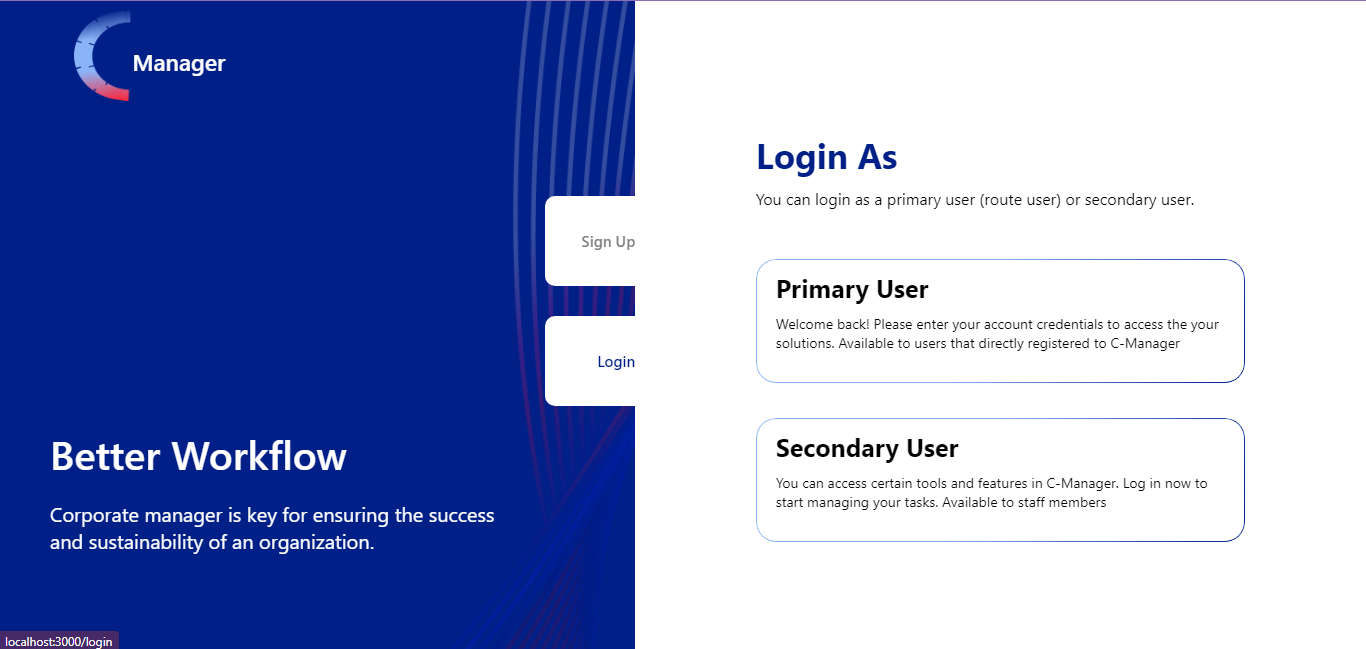 Manager
Sign Up
Login
Better Workflow
Corporate manager is key for ensuring the success
and sustainability of an organization.
Login As
You can login as a primary user (route user) or secondary user.
Primary User
Welcome back! Please enter your account credentials to access the your
solutions. Available to users that directly registered to C-Manager
Secondary User
You can access certain tools and features in C-Manager. Log in now to
start managing your tasks. Available to staff members
localhost:3000/login